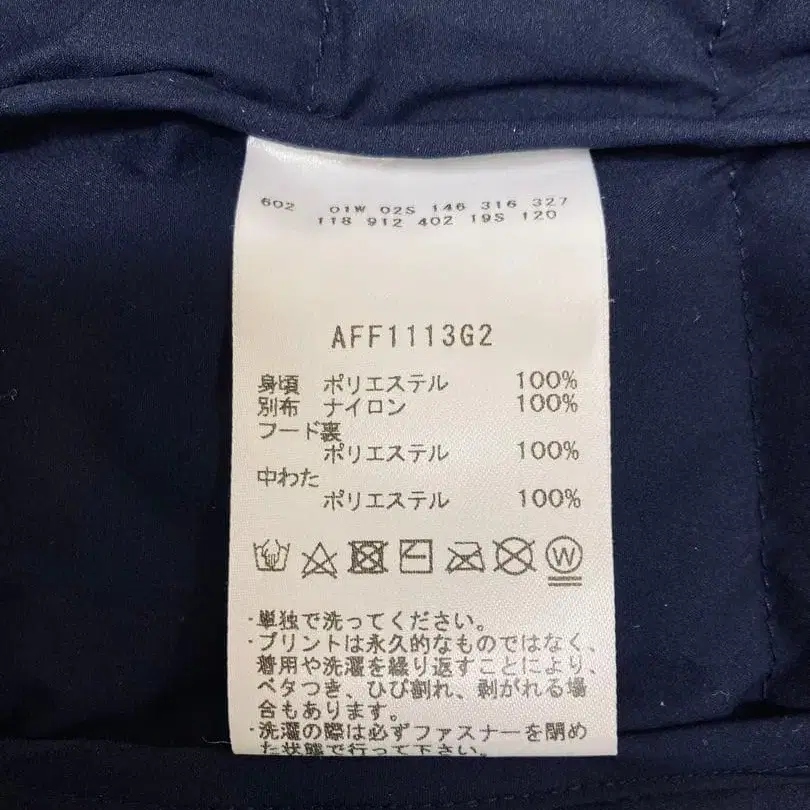 602 01W 02S 146 316 327
118 912 402 19S 120
AFF1113G2
身頃 ポリエステル 100%
別布 ナイロン 100%
フード裏
ポリエステル 100%
中わた
ポリエステル 100%
W
・単独で洗ってください。
・プリントは永久的なものではなく、
着用や洗濯を繰り返すことにより、
ベタつき、ひび割れ、剥がれる場
合もあります。
・洗濯の際は必ずファスナーを閉め
た状態で行って下さい。